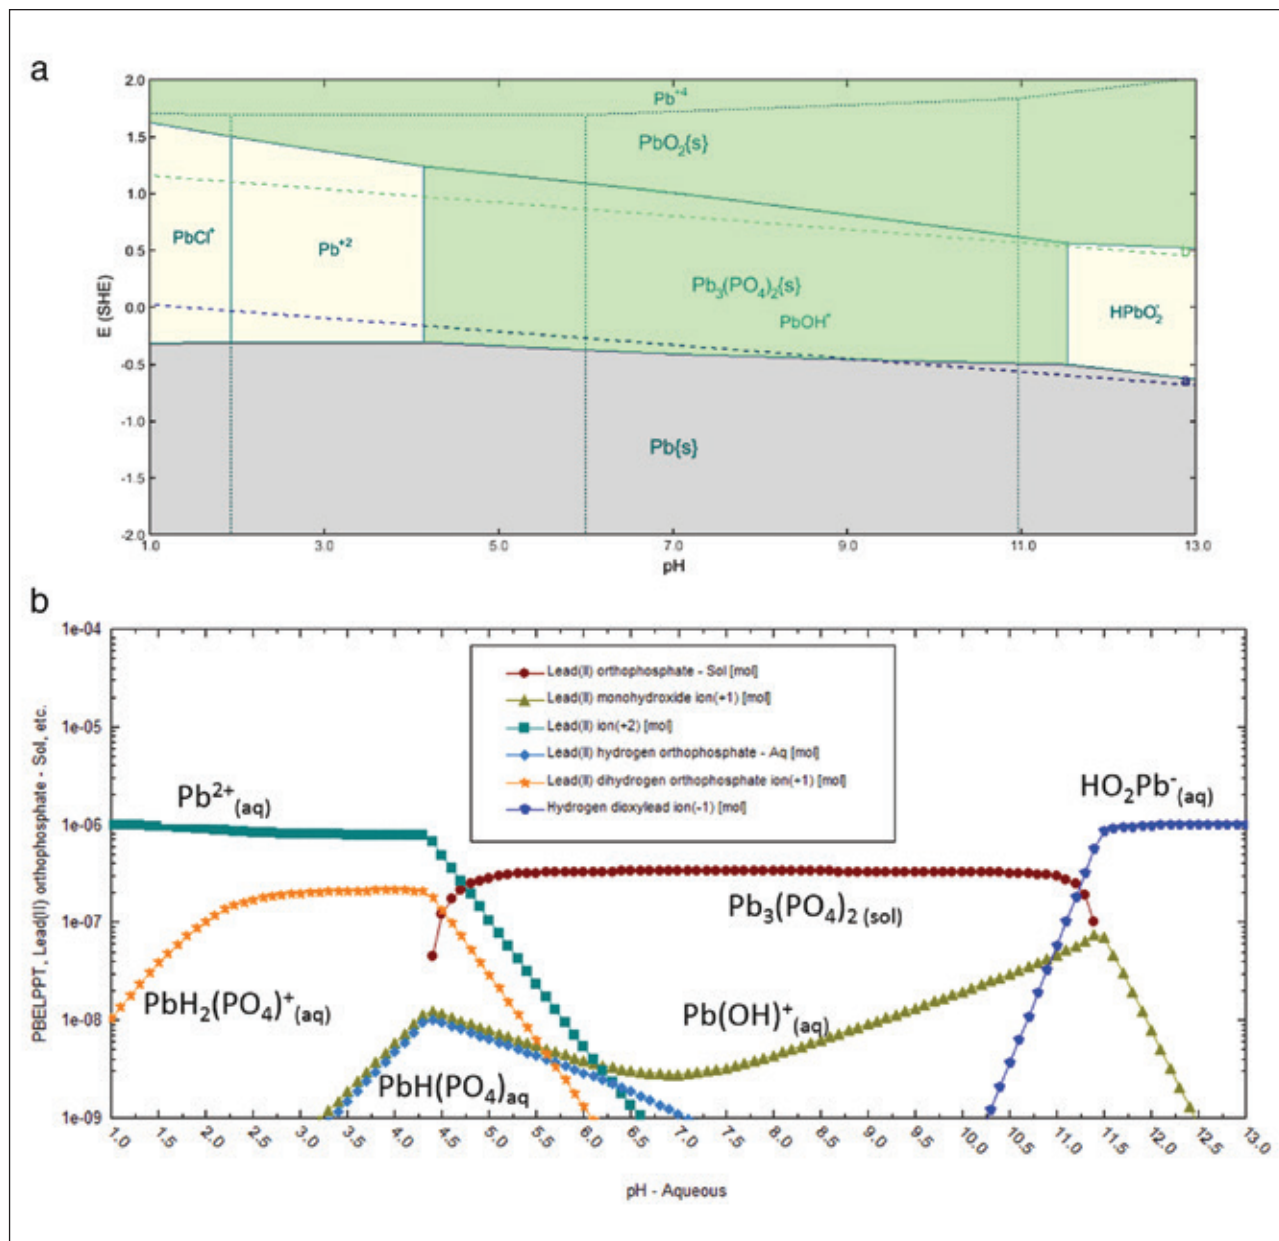 a
2.0
1.5
1.0
0.5
0.0
-0.5
-1.0
-1.5
-2.0
E (SHE)
Pb+4
PbO2{s}
PbCl+
Pb+2
Pb3(PO4)2{s}
PbOH+
HPbO2-
b
a
Pb{s}
1.0 3.0 5.0 7.0 9.0 11.0 13.0
pH
b
PBELPPT, Lead(II) orthophosphate - Sol, etc.
1e-04
1e-05
1e-06
1e-07
1e-08
1e-09
Lead(II) orthophosphate - Sol [mol]
Lead(II) monohydroxide ion(+1) [mol]
Lead(II) ion(+2) [mol]
Lead(II) hydrogen orthophosphate - Aq [mol]
Lead(II) dihydrogen orthophosphate ion(+1) [mol]
Hydrogen dioxylead ion(-1) [mol]
Pb2+(aq)
HO2Pb-(aq)
Pb3(PO4)2 (sol)
PbH2(PO4)+(aq)
Pb(OH)+(aq)
PbH(PO4)aq
1.0 1.5 2.0 2.5 3.0 3.5 4.0 4.5 5.0 5.5 6.0 6.5 7.0 7.5 8.0 8.5 9.0 9.5 10.0 10.5 11.0 11.5 12.0 12.5 13.0
pH - Aqueous